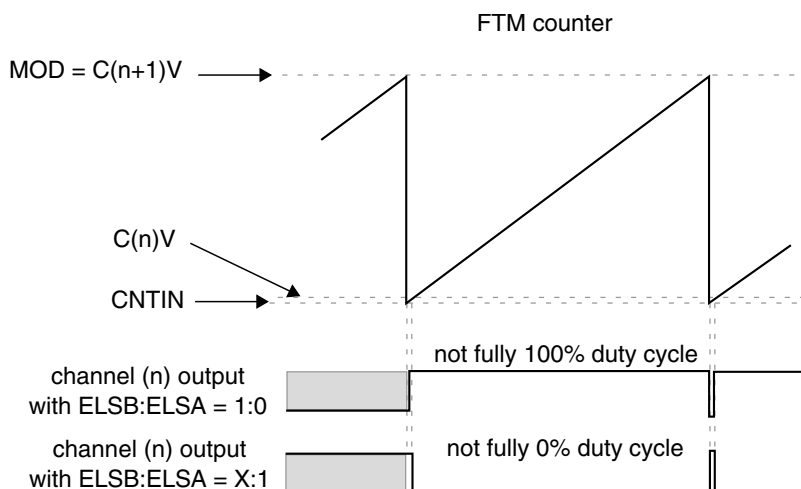 FTM counter
MOD = C(n+1)V
C(n)V
CNTIN
not fully 100% duty cycle
channel (n) output
with ELSB:ELSA = 1:0
not fully 0% duty cycle
channel (n) output
with ELSB:ELSA = X:1